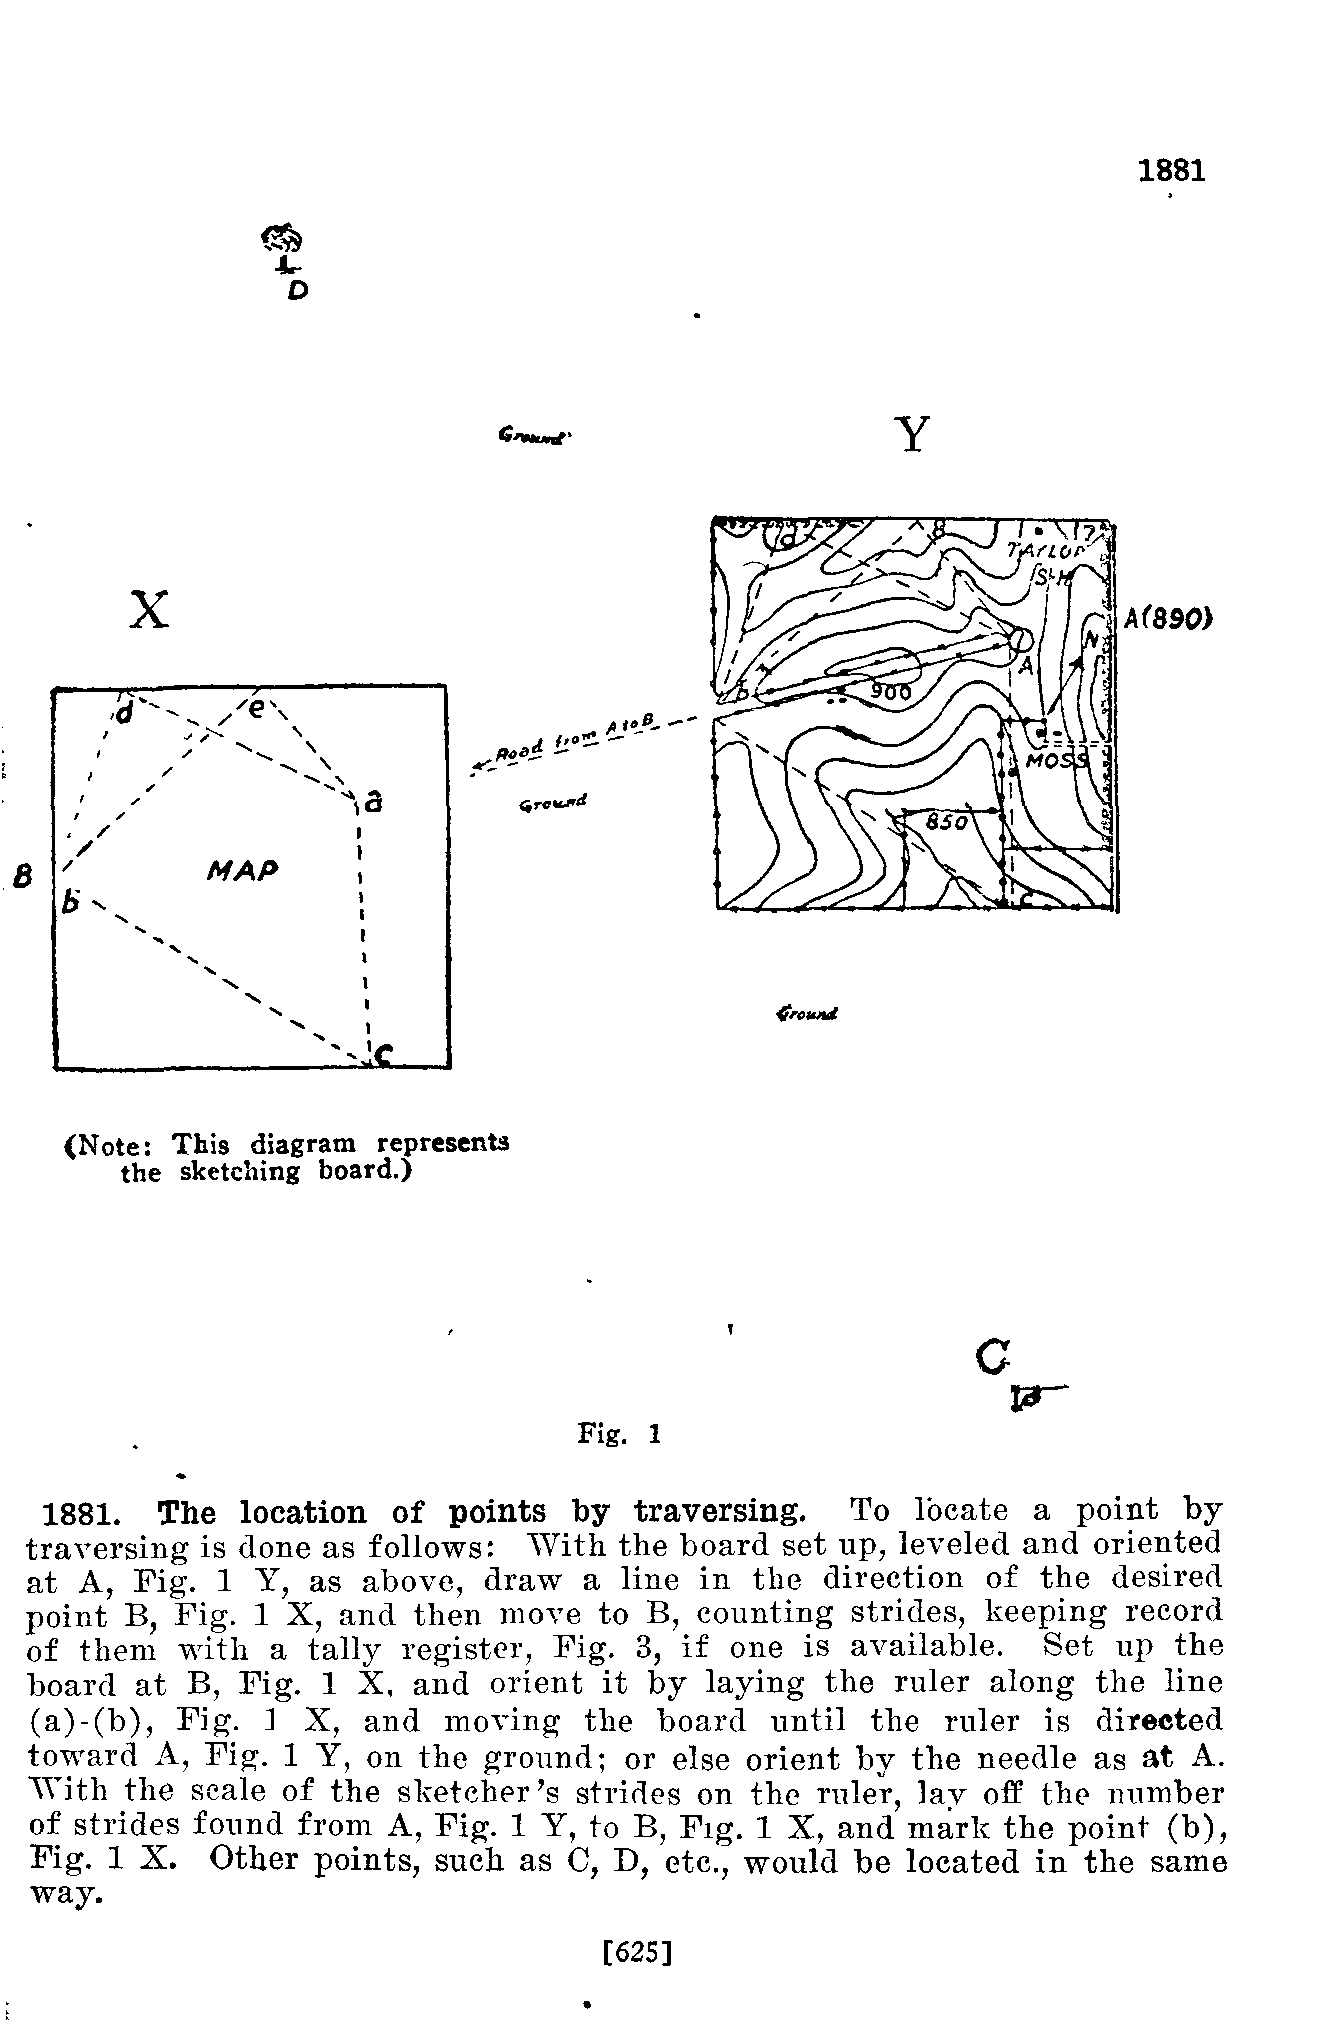 1881
D
Ground
Y
X
d
8
7
TAYLOR
S.H.
A(890)
N
A
b
900
d
e
Road from A to B
MOSS
a
Ground
850
B
MAP
b
c
Ground
C
(Note: This diagram represents
the sketching board.)
C
Fig. 1
1881. The location of points by traversing. To locate a point by
traversing is done as follows: With the board set up, leveled and oriented
at A, Fig. 1 Y, as above, draw a line in the direction of the desired
point B, Fig. 1 X, and then move to B, counting strides, keeping record
of them with a tally register, Fig. 3, if one is available. Set up the
board at B, Fig. 1 X, and orient it by laying the ruler along the line
(a)-(b), Fig. 1 X, and moving the board until the ruler is directed
toward A, Fig. 1 Y, on the ground; or else orient by the needle as at A.
With the scale of the sketcher's strides on the ruler, lay off the number
of strides found from A, Fig. 1 Y, to B, Fig. 1 X, and mark the point (b),
Fig. 1 X. Other points, such as C, D, etc., would be located in the same
way.
[625]